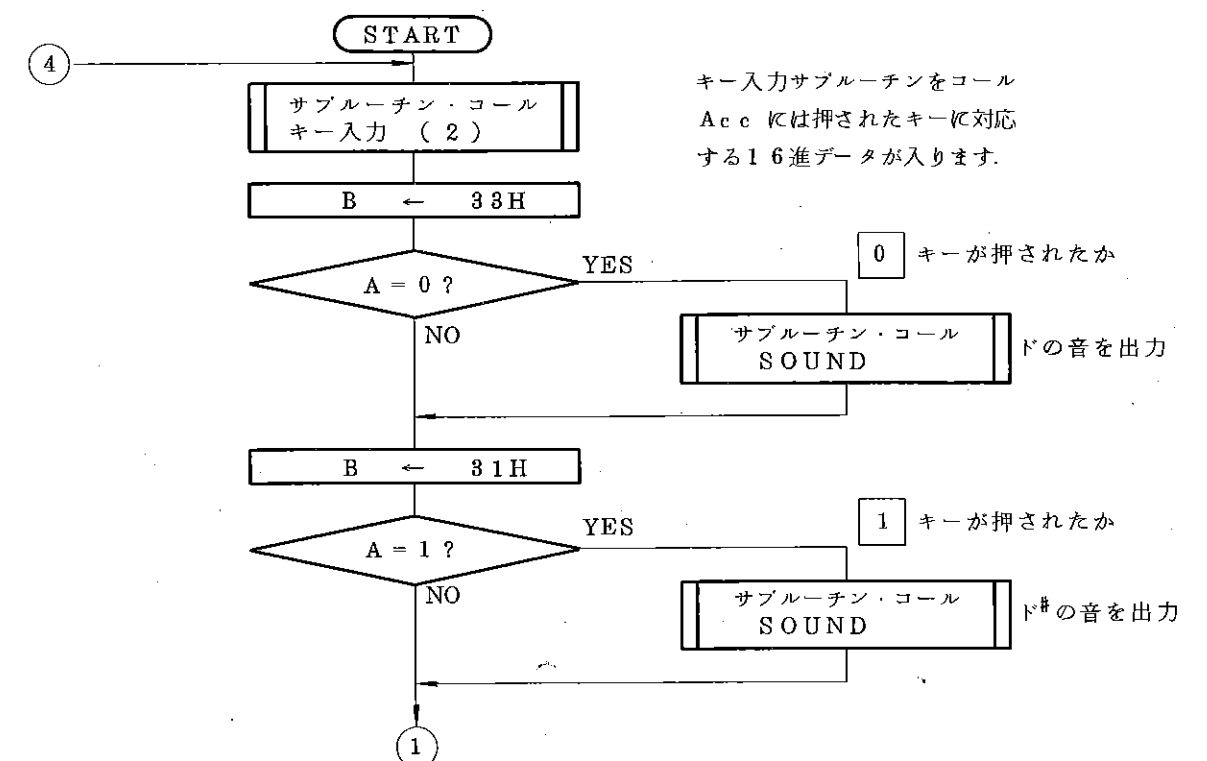 START
4
サブルーチン・コール
キー入力 (2)
キー入力サブルーチンをコール
Acc には押されたキーに対応
する16進データが入ります.
B ← 33H
A = 0 ?
YES
NO
0 キーが押されたか
サブルーチン・コール
SOUND
ドの音を出力
B ← 31H
A = 1 ?
YES
NO
1 キーが押されたか
サブルーチン・コール
SOUND
ド#の音を出力
1